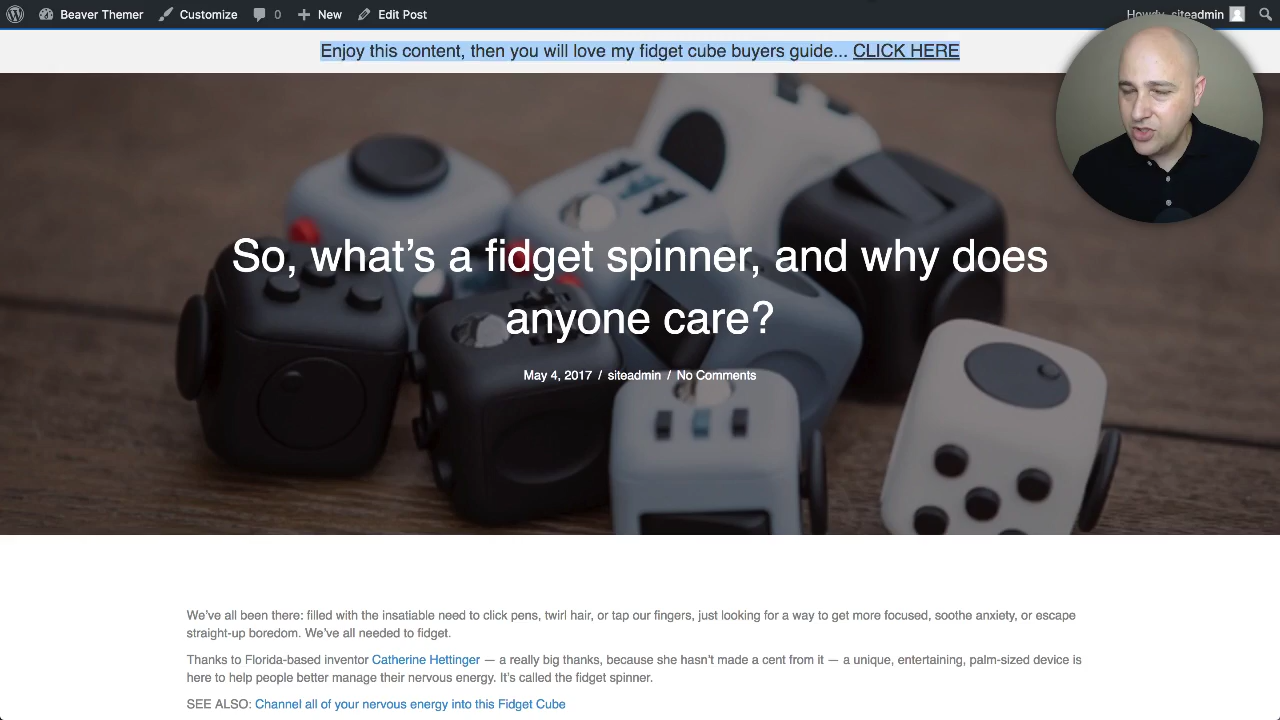 Beaver Themer Customize 0 New Edit Post Howdy, siteadmin
Enjoy this content, then you will love my fidget cube buyers guide... CLICK HERE
So, what's a fidget spinner, and why does
anyone care?
May 4, 2017 / siteadmin / No Comments
We've all been there: filled with the insatiable need to click pens, twirl hair, or tap our fingers, just looking for a way to get more focused, soothe anxiety, or escape
straight-up boredom. We've all needed to fidget.
Thanks to Florida-based inventor Catherine Hettinger — a really big thanks, because she hasn't made a cent from it — a unique, entertaining, palm-sized device is
here to help people better manage their nervous energy. It's called the fidget spinner.
SEE ALSO: Channel all of your nervous energy into this Fidget Cube